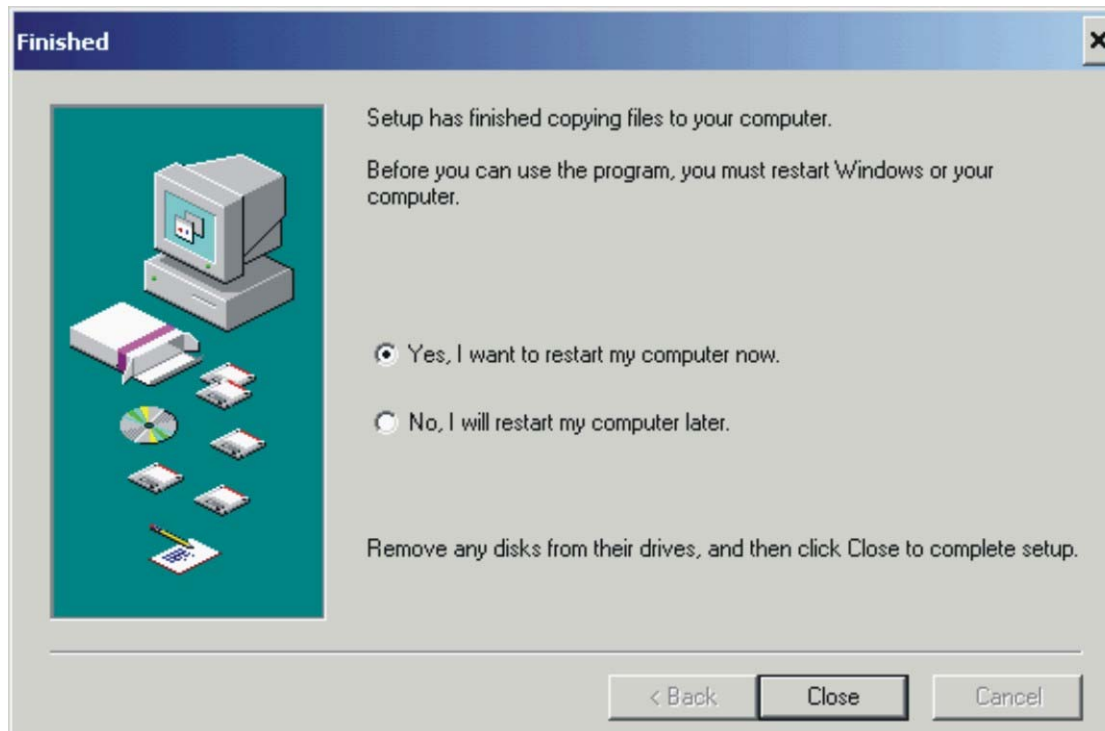 Finished
Setup has finished copying files to your computer.
Before you can use the program, you must restart Windows or your
computer.
Yes, I want to restart my computer now.
No, I will restart my computer later.
Remove any disks from their drives, and then click Close to complete setup.
< Back
Close
Cancel